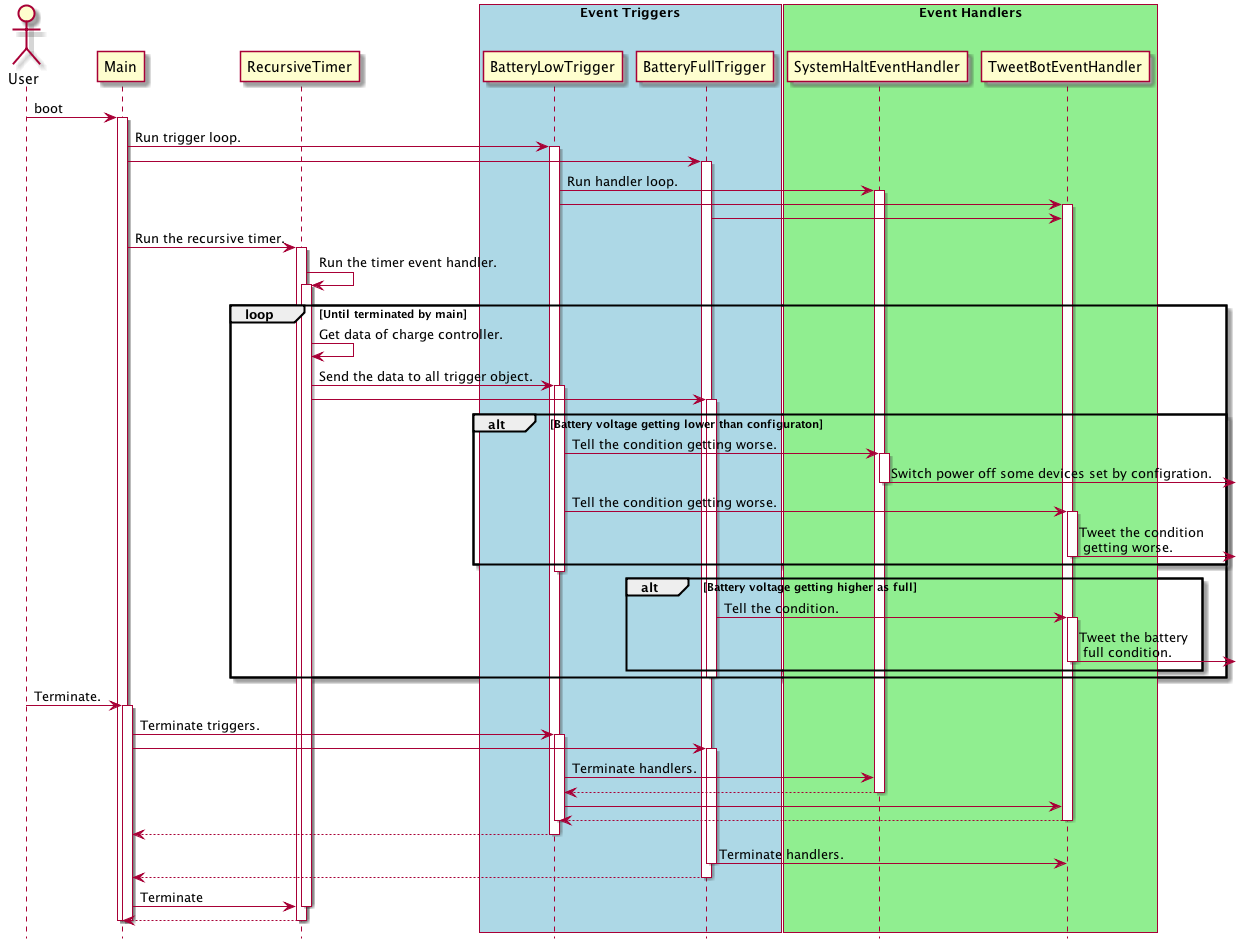 Event Triggers
Event Handlers
User
Main
RecursiveTimer
BatteryLowTrigger
BatteryFullTrigger
SystemHaltEventHandler
TweetBotEventHandler
boot
Run trigger loop.
Run handler loop.
Run the recursive timer.
Run the timer event handler.
loop
[Until terminated by main]
Get data of charge controller.
Send the data to all trigger object.
alt
[Battery voltage getting lower than configuraton]
Tell the condition getting worse.
Switch power off some devices set by configration.
Tell the condition getting worse.
Tweet the condition
getting worse.
alt
[Battery voltage getting higher as full]
Tell the condition.
Tweet the battery
full condition.
Terminate.
Terminate triggers.
Terminate handlers.
Terminate handlers.
Terminate